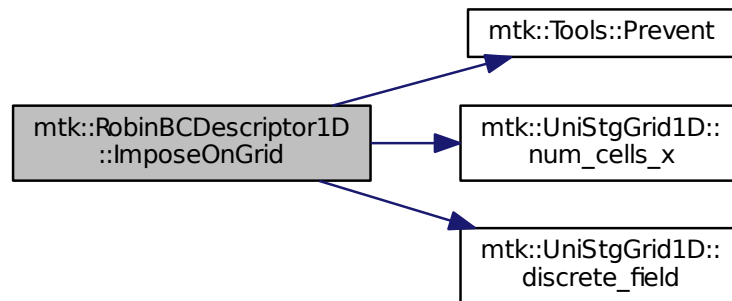 mtk::Tools::Prevent
mtk::RobinBCDescriptor1D
::ImposeOnGrid
mtk::UniStgGrid1D::
num_cells_x
mtk::UniStgGrid1D::
discrete_field